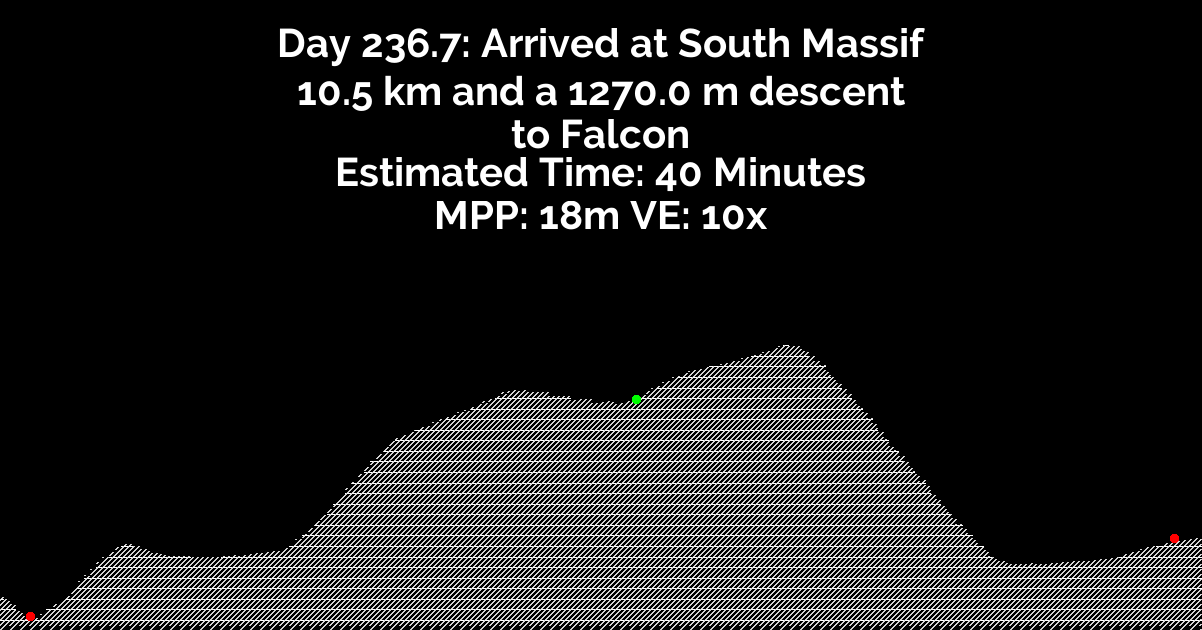 Day 236.7: Arrived at South Massif
10.5 km and a 1270.0 m descent
to Falcon
Estimated Time: 40 Minutes
MPP: 18m VE: 10x